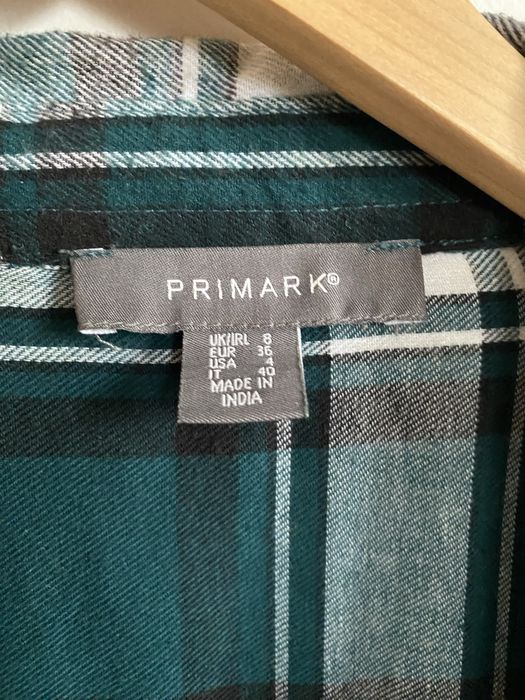 PRIMARK®
UK/IRL 8
EUR 36
USA 4
IT 40
MADE IN
INDIA